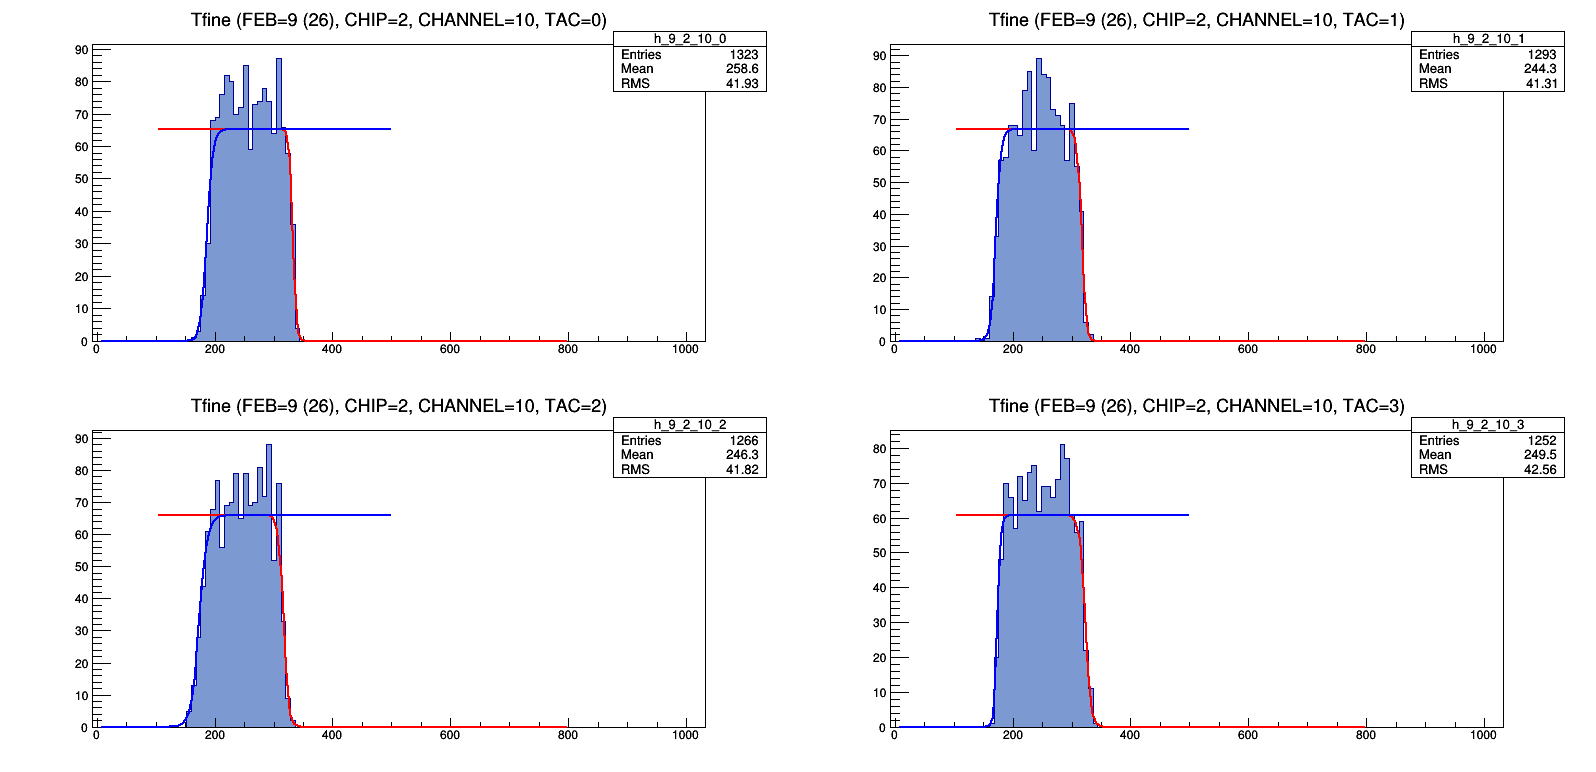 Tfine (FEB=9 (26), CHIP=2, CHANNEL=10, TAC=0)
h_9_2_10_0
Entries 1323
Mean 258.6
RMS 41.93
90
80
70
60
50
40
30
20
10
0
0 200 400 600 800 1000
Tfine (FEB=9 (26), CHIP=2, CHANNEL=10, TAC=1)
h_9_2_10_1
Entries 1293
Mean 244.3
RMS 41.31
90
80
70
60
50
40
30
20
10
0
0 200 400 600 800 1000
Tfine (FEB=9 (26), CHIP=2, CHANNEL=10, TAC=2)
h_9_2_10_2
Entries 1266
Mean 246.3
RMS 41.82
90
80
70
60
50
40
30
20
10
0
0 200 400 600 800 1000
Tfine (FEB=9 (26), CHIP=2, CHANNEL=10, TAC=3)
h_9_2_10_3
Entries 1252
Mean 249.5
RMS 42.56
80
70
60
50
40
30
20
10
0
0 200 400 600 800 1000